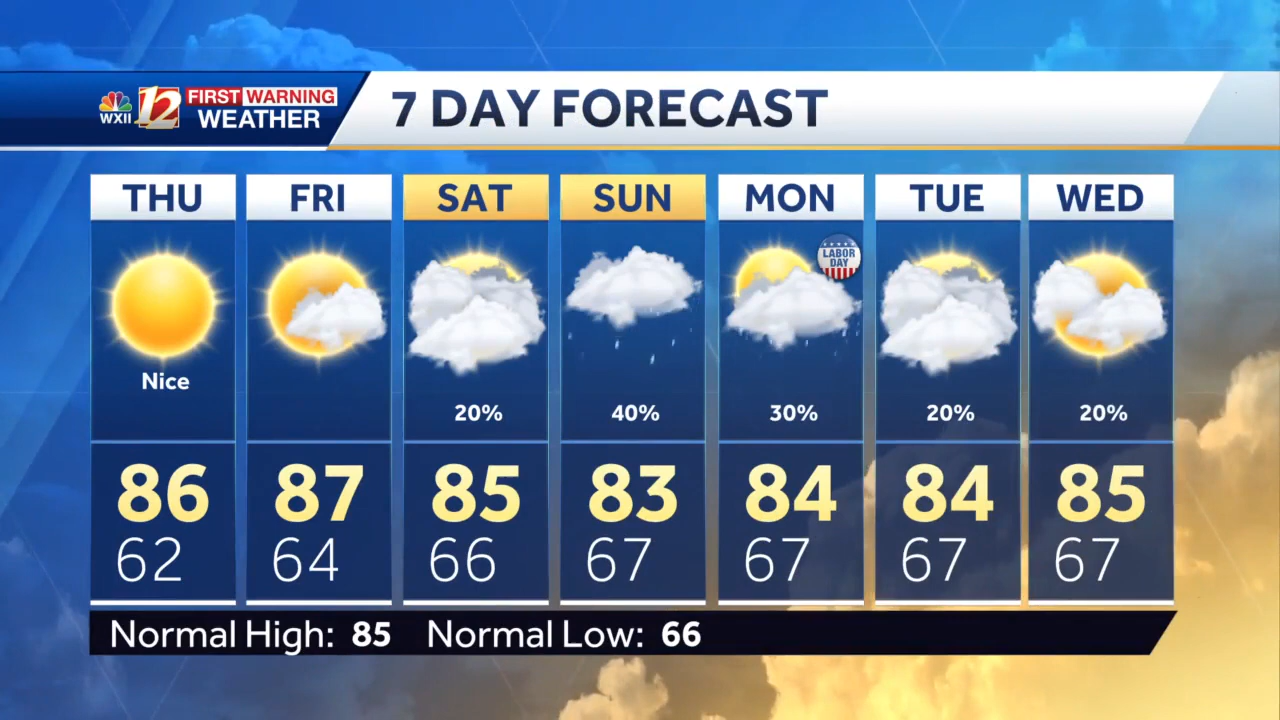 WXII 12 FIRST WARNING
WEATHER
7 DAY FORECAST
THU FRI SAT SUN MON TUE WED
LABOR
DAY
Nice
20% 40% 30% 20% 20%
86 87 85 83 84 84 85
62 64 66 67 67 67 67
Normal High: 85 Normal Low: 66